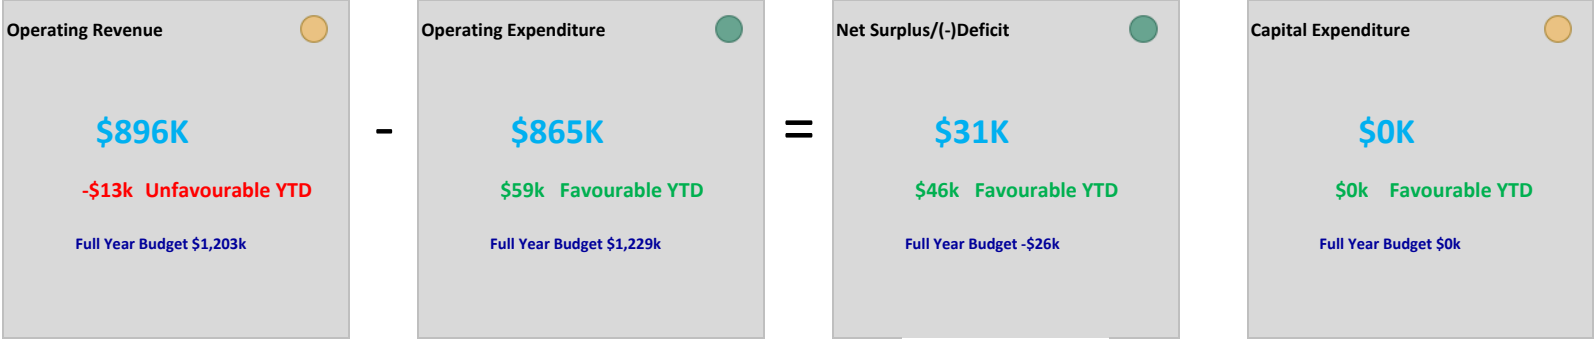 Operating Revenue
$896K
-$13k Unfavourable YTD
Full Year Budget $1,203k
-
Operating Expenditure
$865K
$59k Favourable YTD
Full Year Budget $1,229k
=
Net Surplus/(-)Deficit
$31K
$46k Favourable YTD
Full Year Budget -$26k
Capital Expenditure
$0K
$0k Favourable YTD
Full Year Budget $0k